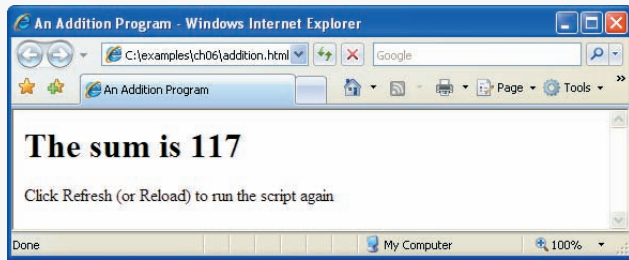 An Addition Program - Windows Internet Explorer
C:\examples\ch06\addition.html
Google
An Addition Program
Page
Tools
»
The sum is 117
Click Refresh (or Reload) to run the script again
Done
My Computer
100%